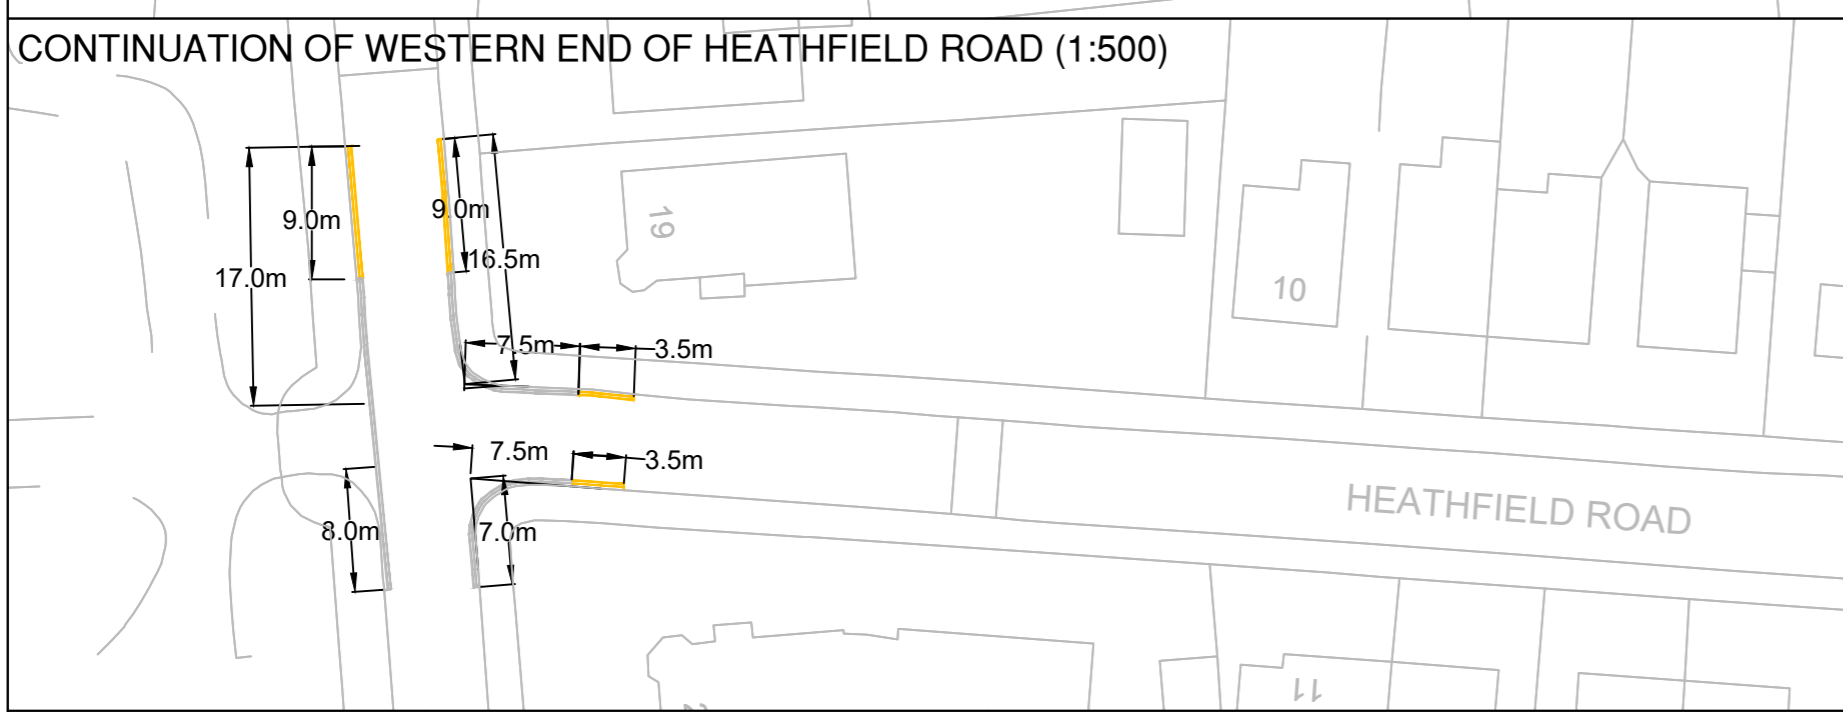 CONTINUATION OF WESTERN END OF HEATHFIELD ROAD (1:500)
9.0m
9.0m
19
17.0m
16.5m
10
7.5m
3.5m
7.5m
3.5m
HEATHFIELD ROAD
8.0m
7.0m
11